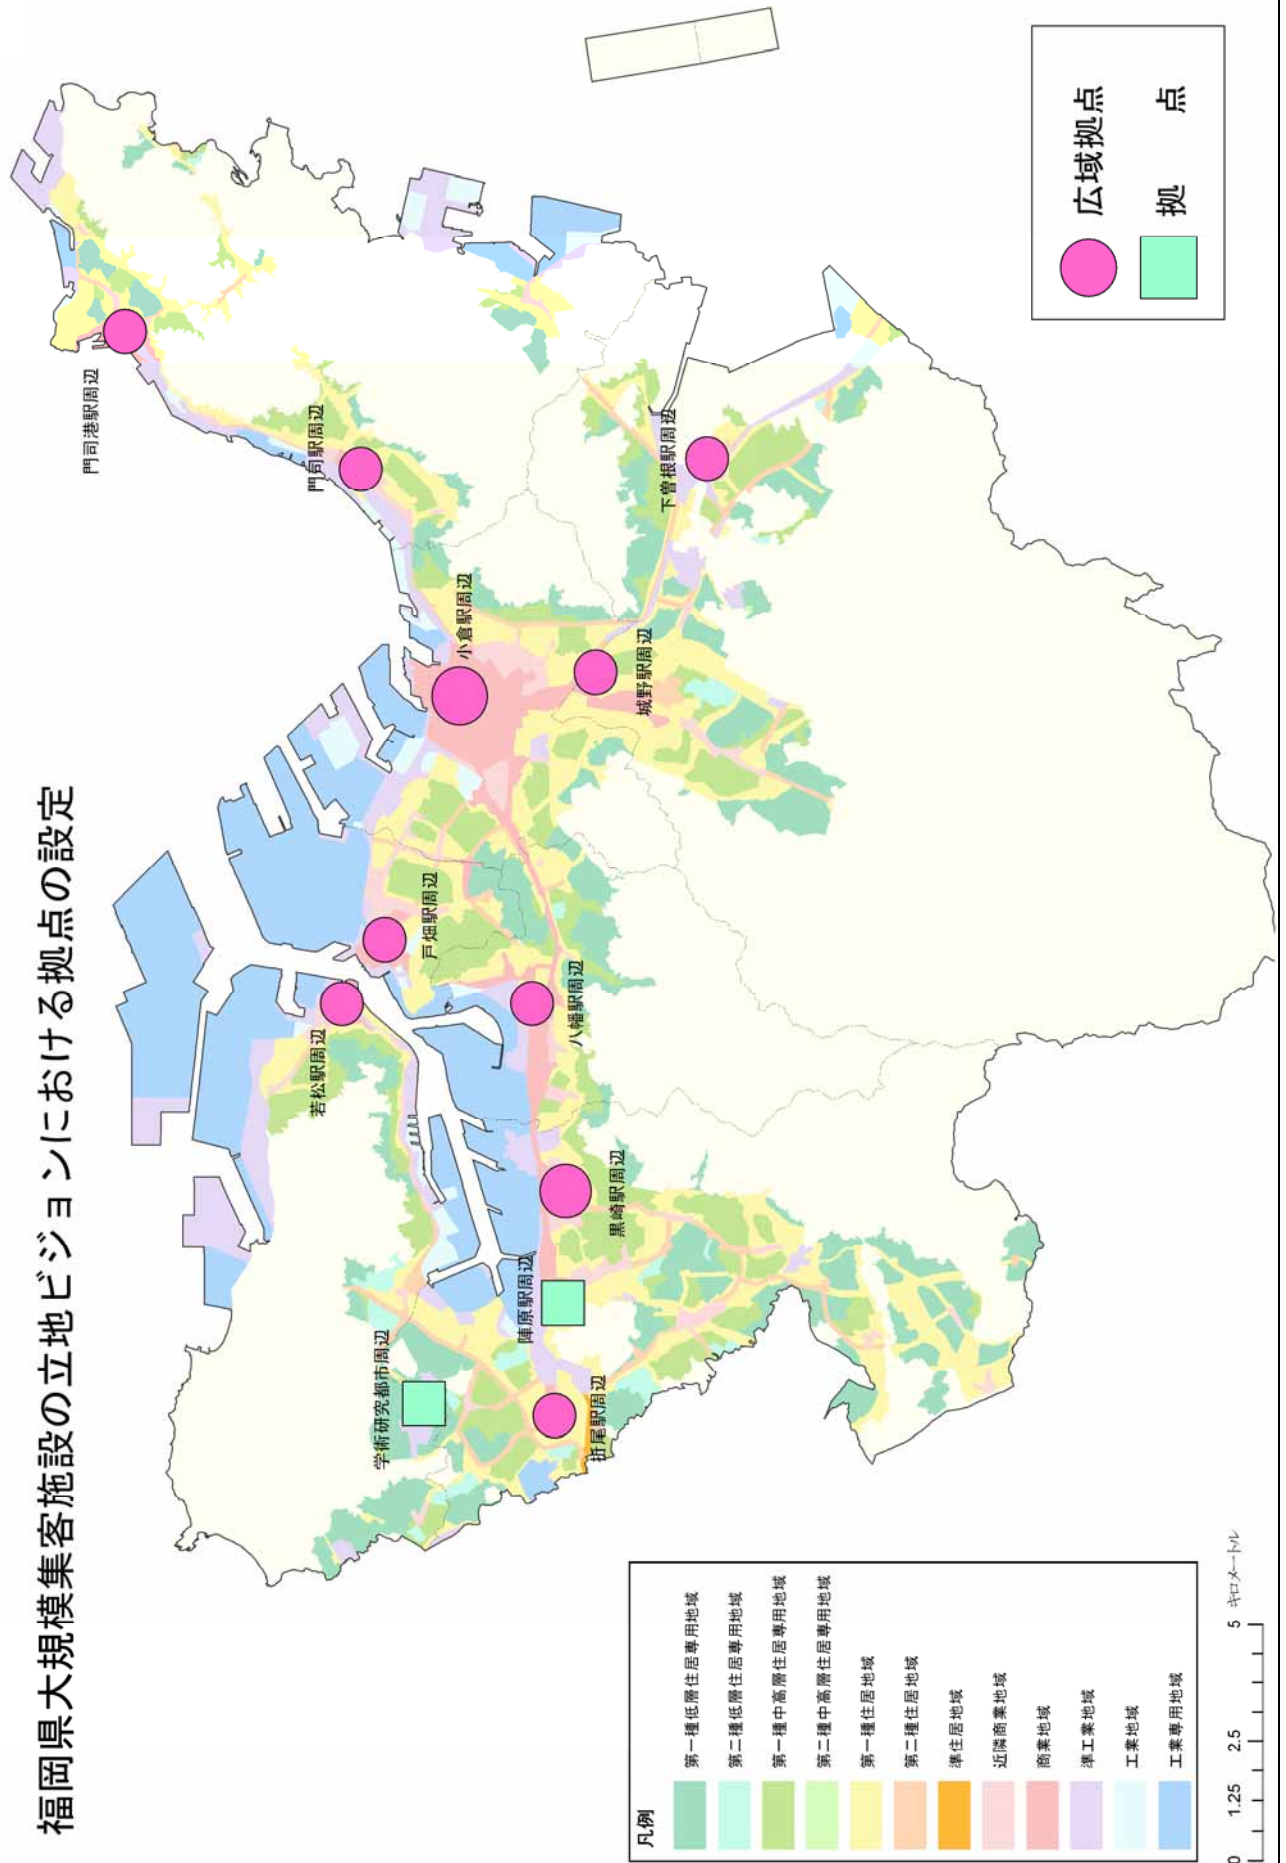 福岡県大規模集客施設の立地ビジョンにおける拠点の設定
門司港駅周辺
門司駅周辺
小倉駅周辺
下曽根駅周辺
城野駅周辺
戸畑駅周辺
若松駅周辺
八幡駅周辺
黒崎駅周辺
陣原駅周辺
学術研究都市周辺
折尾駅周辺
広域拠点
拠　点
凡例
第一種低層住居専用地域
第二種低層住居専用地域
第一種中高層住居専用地域
第二種中高層住居専用地域
第一種住居地域
第二種住居地域
準住居地域
近隣商業地域
商業地域
準工業地域
工業地域
工業専用地域
0 1.25 2.5 5 キロメートル